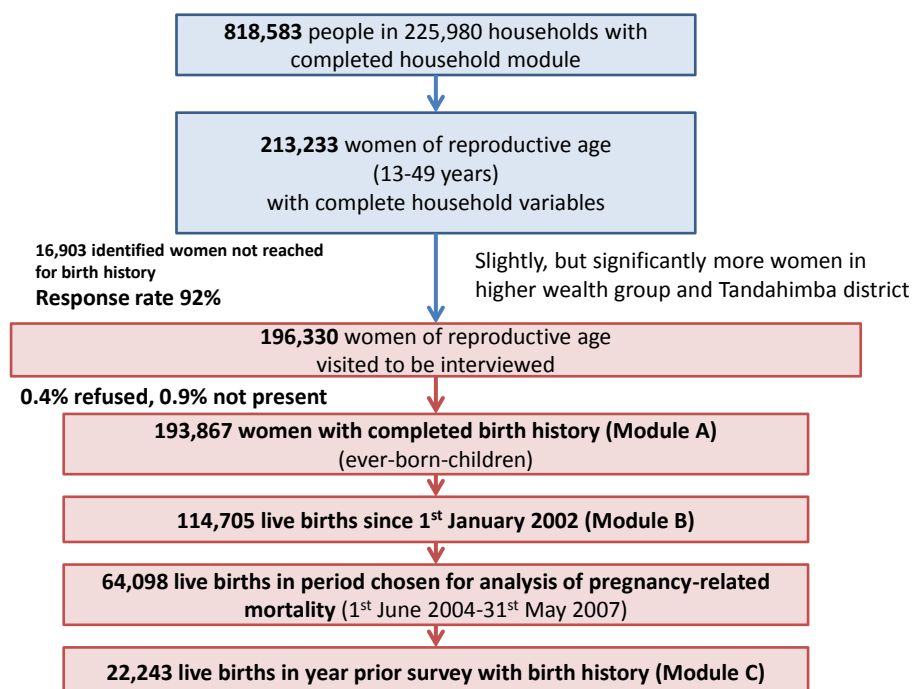 818,583 people in 225,980 households with
completed household module
213,233 women of reproductive age
(13-49 years)
with complete household variables
16,903 identified women not reached
for birth history
Response rate 92%
Slightly, but significantly more women in
higher wealth group and Tandahimba district
196,330 women of reproductive age
visited to be interviewed
0.4% refused, 0.9% not present
193,867 women with completed birth history (Module A)
(ever-born-children)
114,705 live births since 1st January 2002 (Module B)
64,098 live births in period chosen for analysis of pregnancy-related
mortality (1st June 2004-31st May 2007)
22,243 live births in year prior survey with birth history (Module C)